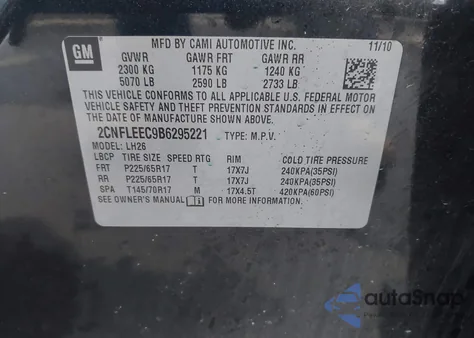 GM
MFD BY CAMI AUTOMOTIVE INC. 11/10
GVWR GAWR FRT GAWR RR
2300 KG 1175 KG 1240 KG
5070 LB 2590 LB 2733 LB
THIS VEHICLE CONFORMS TO ALL APPLICABLE U.S. FEDERAL MOTOR
VEHICLE SAFETY, BUMPER, AND THEFT PREVENTION STANDARDS IN EFFECT
ON THE DATE OF MANUFACTURE SHOWN ABOVE.
2CNFLEEC9B6295221 TYPE: M.P.V.
MODEL: LH26
LBCP TIRE SIZE SPEED RTG RIM COLD TIRE PRESSURE
FRT P225/65R17 T 17X7J 240KPA(35PSI)
RR P225/65R17 T 17X7J 240KPA(35PSI)
SPA T145/70R17 M 17X4.5T 420KPA(60PSI)
SEE OWNER'S MANUAL FOR MORE INFORMATION
autoSnap